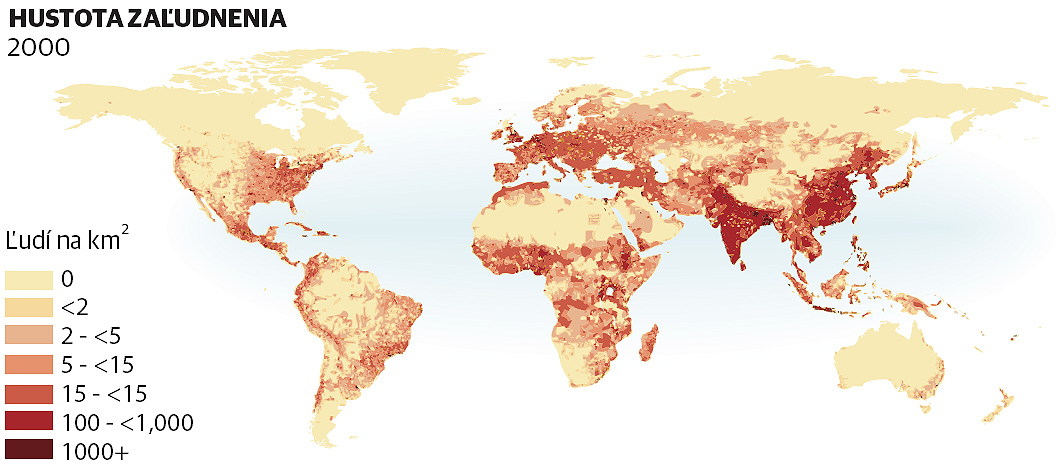 HUSTOTA ZAĽUDNENIA
2000
Ľudí na km²
0
<2
2 - <5
5 - <15
15 - <15
100 - <1,000
1000+